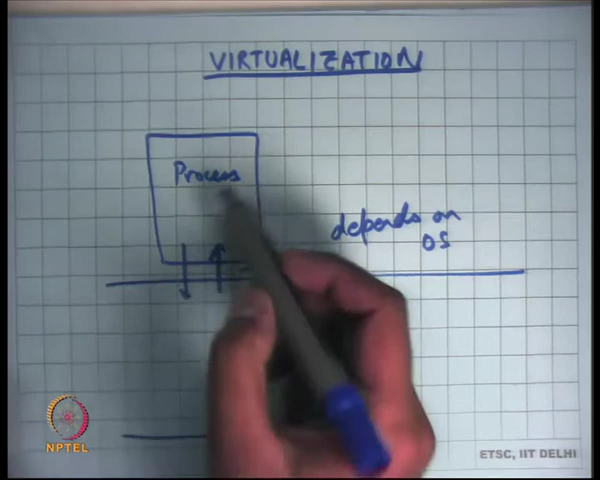 VIRTUALIZATION
Process
depends on
OS
NPTEL
ETSC, IIT DELHI